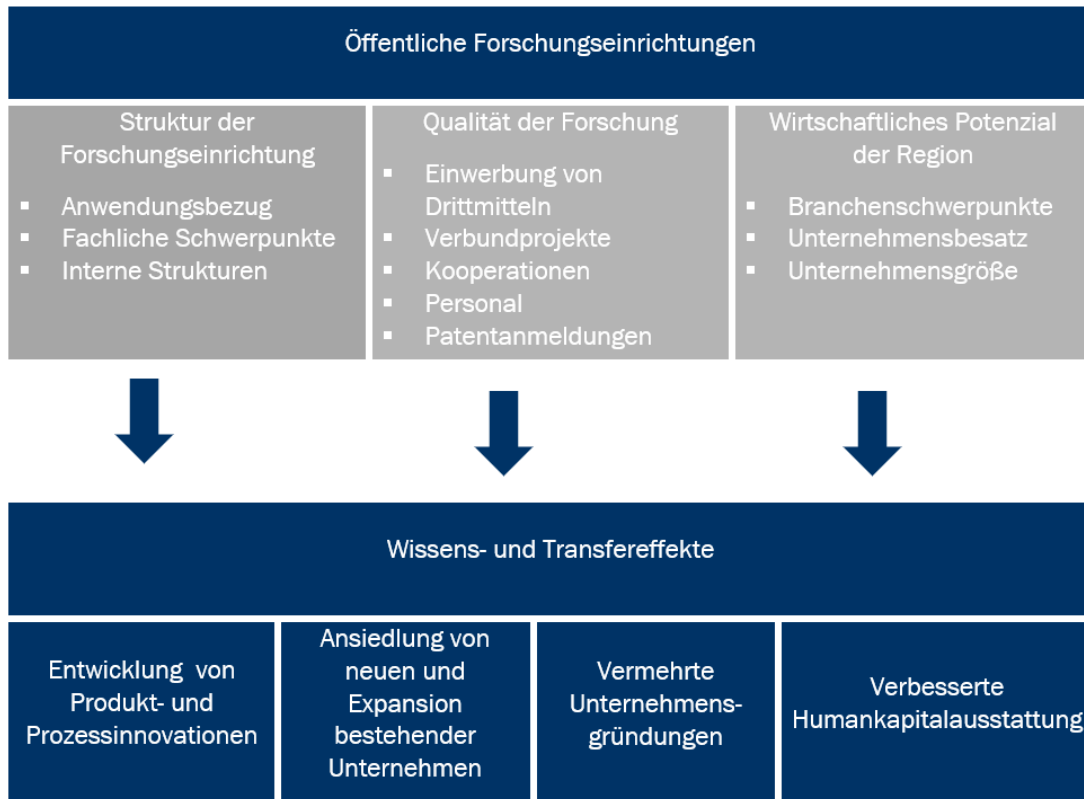 Öffentliche Forschungseinrichtungen
Struktur der
Forschungseinrichtung
▪ Anwendungsbezug
▪ Fachliche Schwerpunkte
▪ Interne Strukturen
Qualität der Forschung
▪ Einwerbung von
Drittmitteln
▪ Verbundprojekte
▪ Kooperationen
▪ Personal
▪ Patentanmeldungen
Wirtschaftliches Potenzial
der Region
▪ Branchenschwerpunkte
▪ Unternehmensbesatz
▪ Unternehmensgröße
Wissens- und Transfereffekte
Entwicklung von
Produkt- und
Prozessinnovationen
Ansiedlung von
neuen und
Expansion
bestehender
Unternehmen
Vermehrte
Unternehmens-
gründungen
Verbesserte
Humankapitalausstattung